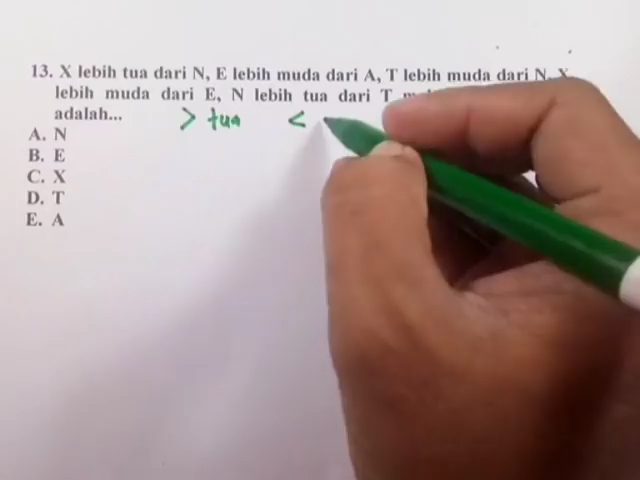 13. X lebih tua dari N, E lebih muda dari A, T lebih muda dari N, X
lebih muda dari E, N lebih tua dari T
adalah...
> tua <
A. N
B. E
C. X
D. T
E. A